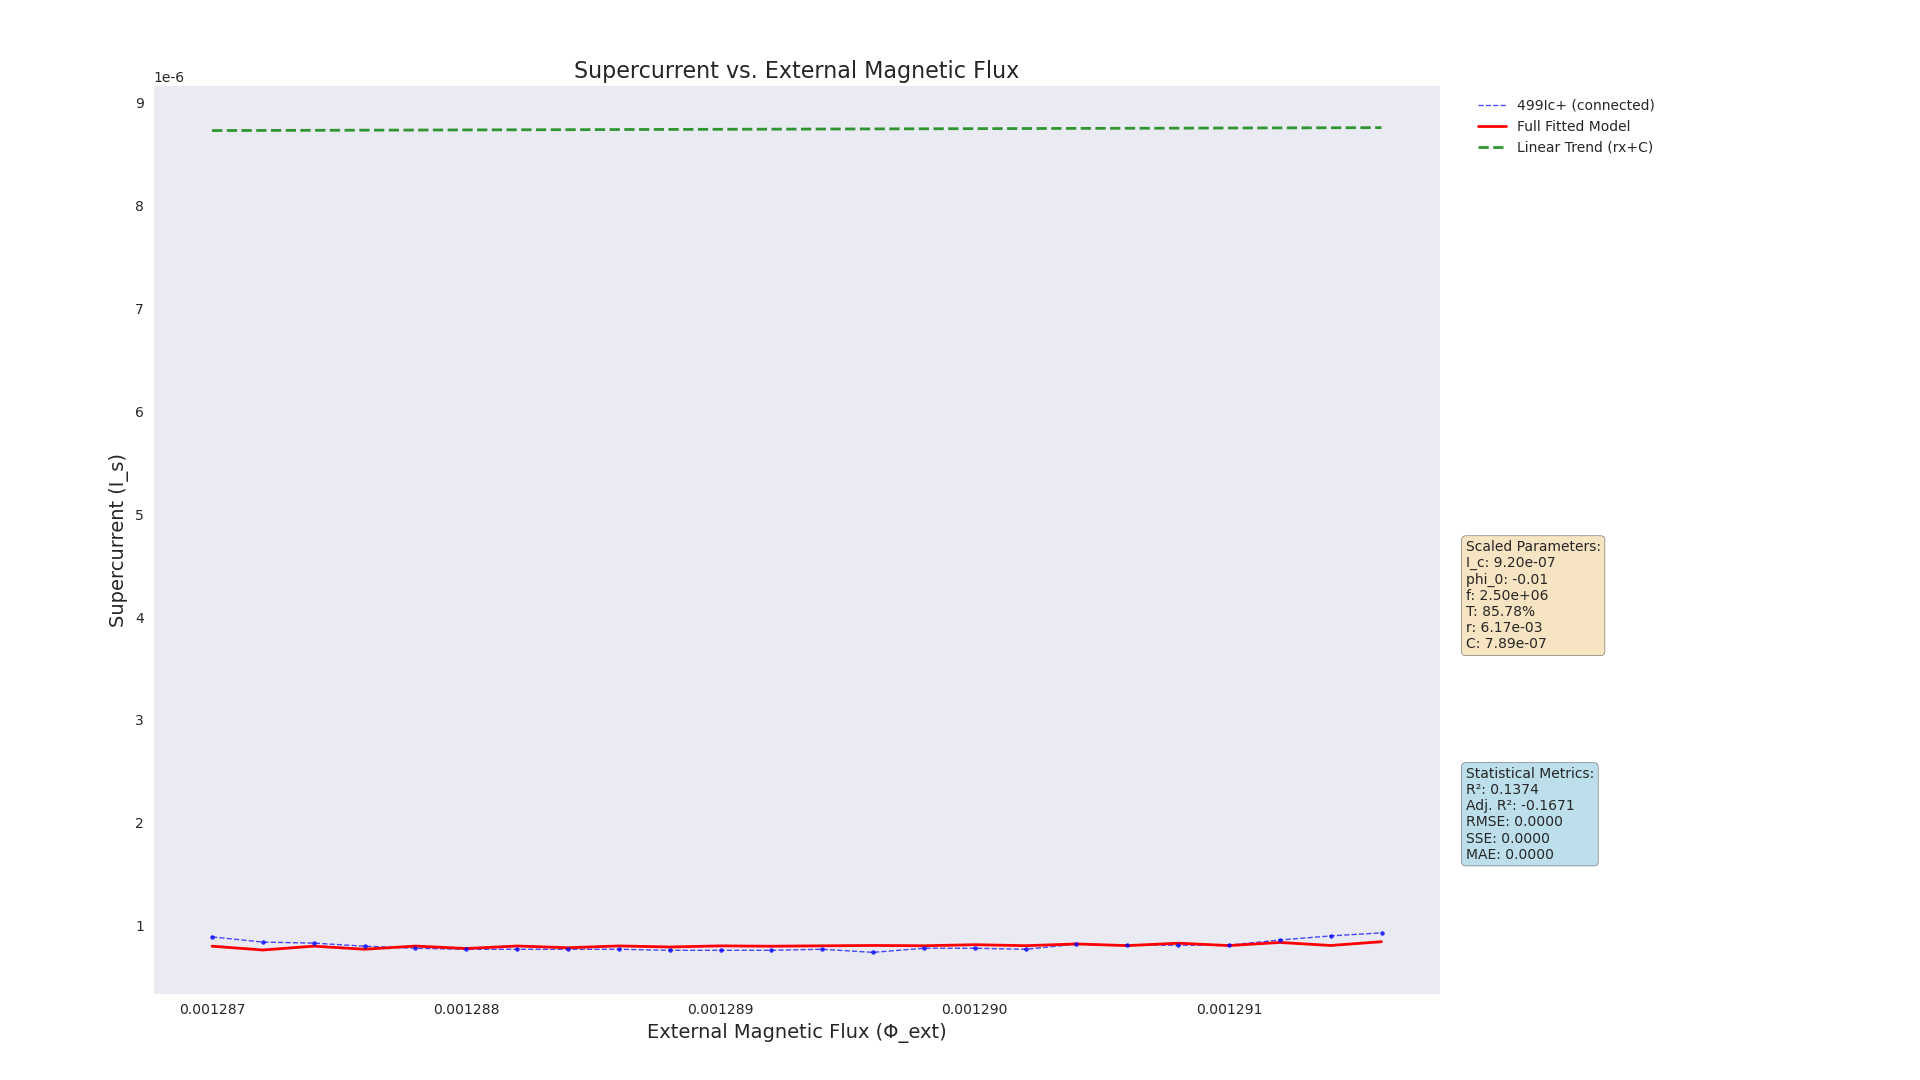 Supercurrent vs. External Magnetic Flux
1e-6
9
8
7
6
5
4
3
2
1
Supercurrent (I_s)
0.001287
0.001288
0.001289
0.001290
0.001291
External Magnetic Flux (Φ_ext)
499Ic+ (connected)
Full Fitted Model
Linear Trend (rx+C)
Scaled Parameters:
I_c: 9.20e-07
phi_0: -0.01
f: 2.50e+06
T: 85.78%
r: 6.17e-03
C: 7.89e-07
Statistical Metrics:
R²: 0.1374
Adj. R²: -0.1671
RMSE: 0.0000
SSE: 0.0000
MAE: 0.0000